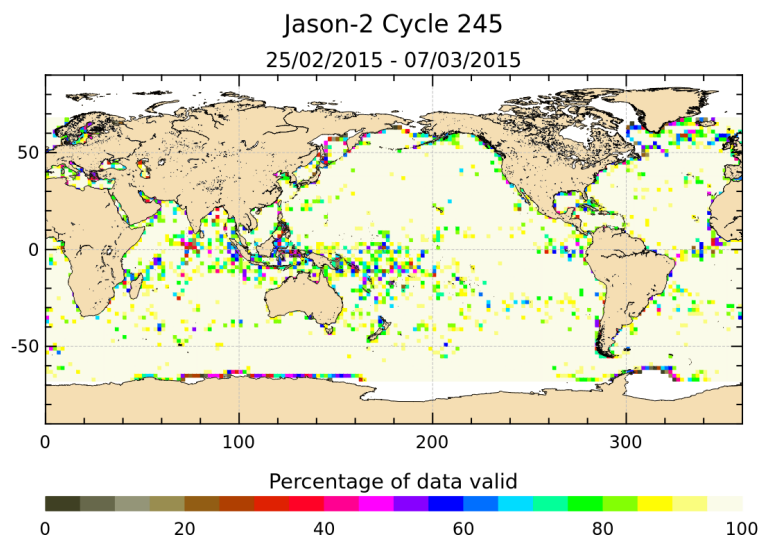 Jason-2 Cycle 245
25/02/2015 - 07/03/2015
50
0
-50
0 100 200 300
Percentage of data valid
0 20 40 60 80 100